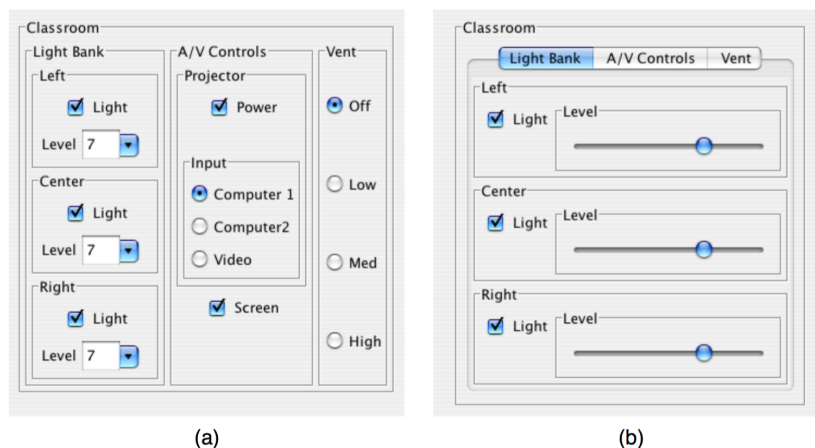 Classroom
Light Bank A/V Controls Vent
Left Projector
Light Power Off
Level 7
Center Input
Computer 1 Low
Light Computer2
Level 7 Video Med
Right
Light Screen
High
Level 7
(a)
Classroom
Light Bank A/V Controls Vent
Left
Level
Light
Center
Level
Light
Right
Level
Light
(b)